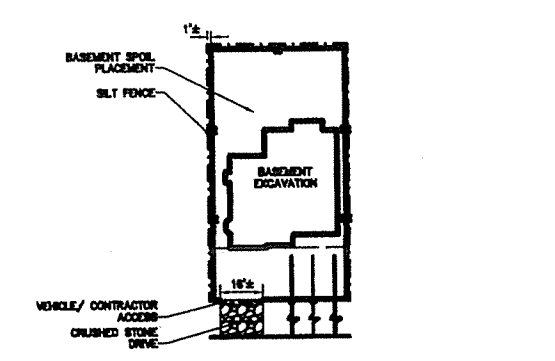 1'±
BASEMENT SPOIL
PLACEMENT
SILT FENCE
BASEMENT
EXCAVATION
16'±
VEHICLE/ CONTRACTOR
ACCESS
CRUSHED STONE
DRIVE